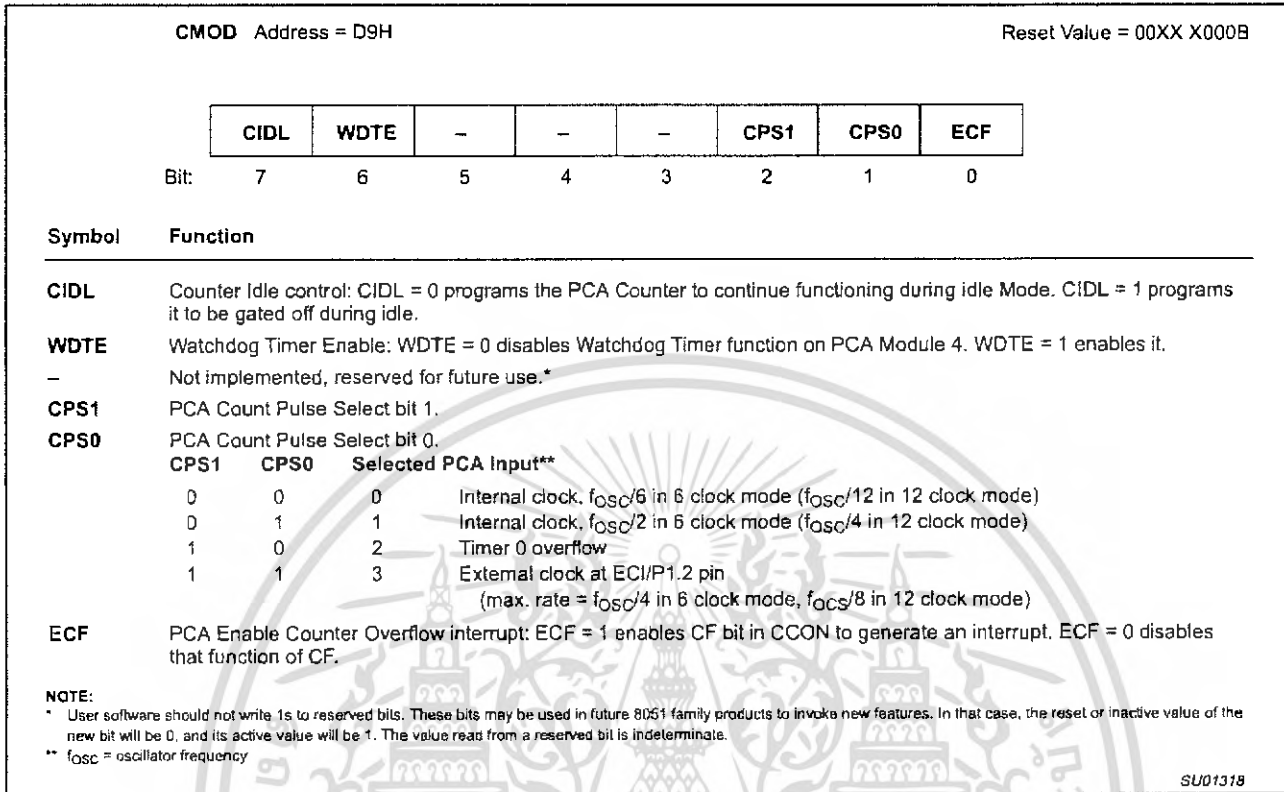 CMOD Address = D9H Reset Value = 00XX X000B
CIDL WDTE – – – CPS1 CPS0 ECF
Bit: 7 6 5 4 3 2 1 0
Symbol Function
CIDL Counter Idle control: CIDL = 0 programs the PCA Counter to continue functioning during idle Mode. CIDL = 1 programs
it to be gated off during idle.
WDTE Watchdog Timer Enable: WDTE = 0 disables Watchdog Timer function on PCA Module 4. WDTE = 1 enables it.
– Not implemented, reserved for future use.*
CPS1 PCA Count Pulse Select bit 1.
CPS0 PCA Count Pulse Select bit 0.
CPS1 CPS0 Selected PCA Input**
0 0 0 Internal clock, fOSC/6 in 6 clock mode (fOSC/12 in 12 clock mode)
0 1 1 Internal clock, fOSC/2 in 6 clock mode (fOSC/4 in 12 clock mode)
1 0 2 Timer 0 overflow
1 1 3 External clock at ECI/P1.2 pin
(max. rate = fOSC/4 in 6 clock mode, fOCS/8 in 12 clock mode)
ECF PCA Enable Counter Overflow interrupt: ECF = 1 enables CF bit in CCON to generate an interrupt. ECF = 0 disables
that function of CF.
NOTE:
* User software should not write 1s to reserved bits. These bits may be used in future 8051 family products to invoke new features. In that case, the reset or inactive value of the
new bit will be 0, and its active value will be 1. The value read from a reserved bit is indeterminate.
** fOSC = oscillator frequency
SU01318